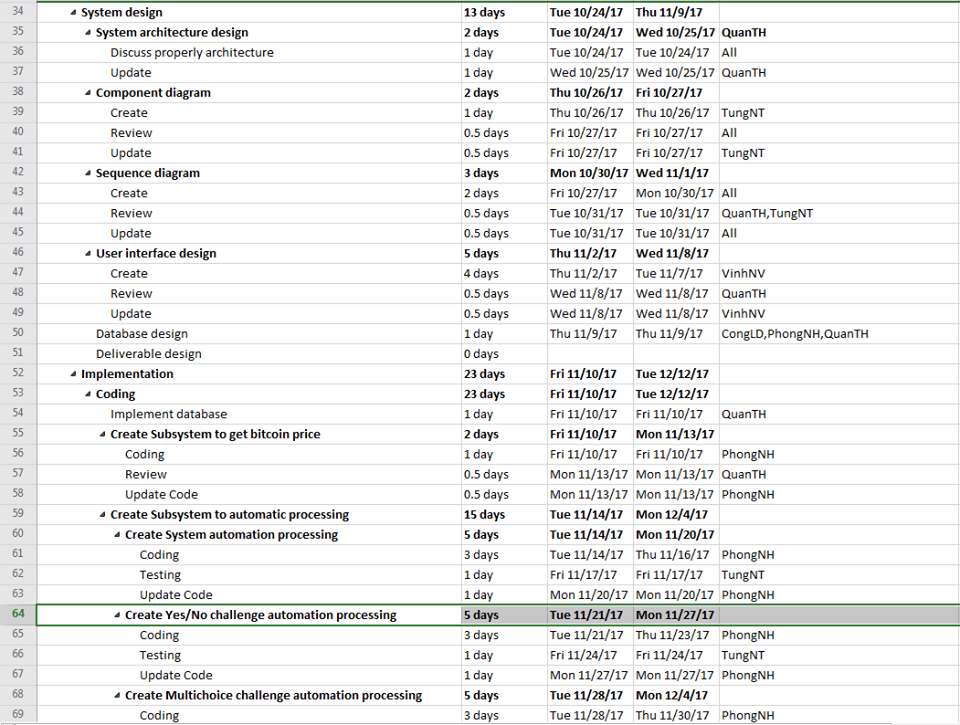 34 System design 13 days Tue 10/24/17 Thu 11/9/17
35 System architecture design 2 days Tue 10/24/17 Wed 10/25/17 QuanTH
36 Discuss properly architecture 1 day Tue 10/24/17 Tue 10/24/17 All
37 Update 1 day Wed 10/25/17 Wed 10/25/17 QuanTH
38 Component diagram 2 days Thu 10/26/17 Fri 10/27/17
39 Create 1 day Thu 10/26/17 Thu 10/26/17 TungNT
40 Review 0.5 days Fri 10/27/17 Fri 10/27/17 All
41 Update 0.5 days Fri 10/27/17 Fri 10/27/17 TungNT
42 Sequence diagram 3 days Mon 10/30/17 Wed 11/1/17
43 Create 2 days Fri 10/27/17 Mon 10/30/17 All
44 Review 0.5 days Tue 10/31/17 Tue 10/31/17 QuanTH,TungNT
45 Update 0.5 days Tue 10/31/17 Tue 10/31/17 All
46 User interface design 5 days Thu 11/2/17 Wed 11/8/17
47 Create 4 days Thu 11/2/17 Tue 11/7/17 VinhNV
48 Review 0.5 days Wed 11/8/17 Wed 11/8/17 QuanTH
49 Update 0.5 days Wed 11/8/17 Wed 11/8/17 VinhNV
50 Database design 1 day Thu 11/9/17 Thu 11/9/17 CongLD,PhongNH,QuanTH
51 Deliverable design 0 days
52 Implementation 23 days Fri 11/10/17 Tue 12/12/17
53 Coding 23 days Fri 11/10/17 Tue 12/12/17
54 Implement database 1 day Fri 11/10/17 Fri 11/10/17 QuanTH
55 Create Subsystem to get bitcoin price 2 days Fri 11/10/17 Mon 11/13/17
56 Coding 1 day Fri 11/10/17 Fri 11/10/17 PhongNH
57 Review 0.5 days Mon 11/13/17 Mon 11/13/17 QuanTH
58 Update Code 0.5 days Mon 11/13/17 Mon 11/13/17 PhongNH
59 Create Subsystem to automatic processing 15 days Tue 11/14/17 Mon 12/4/17
60 Create System automation processing 5 days Tue 11/14/17 Mon 11/20/17
61 Coding 3 days Tue 11/14/17 Thu 11/16/17 PhongNH
62 Testing 1 day Fri 11/17/17 Fri 11/17/17 TungNT
63 Update Code 1 day Mon 11/20/17 Mon 11/20/17 PhongNH
64 Create Yes/No challenge automation processing 5 days Tue 11/21/17 Mon 11/27/17
65 Coding 3 days Tue 11/21/17 Thu 11/23/17 PhongNH
66 Testing 1 day Fri 11/24/17 Fri 11/24/17 TungNT
67 Update Code 1 day Mon 11/27/17 Mon 11/27/17 PhongNH
68 Create Multichoice challenge automation processing 5 days Tue 11/28/17 Mon 12/4/17
69 Coding 3 days Tue 11/28/17 Thu 11/30/17 PhongNH